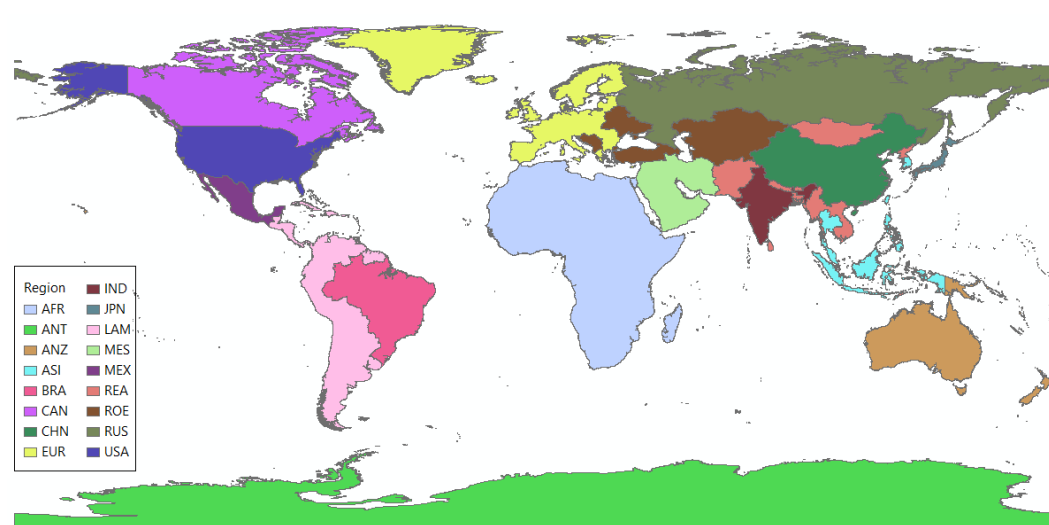 Region
AFR
ANT
ANZ
ASI
BRA
CAN
CHN
EUR
IND
JPN
LAM
MES
MEX
REA
ROE
RUS
USA